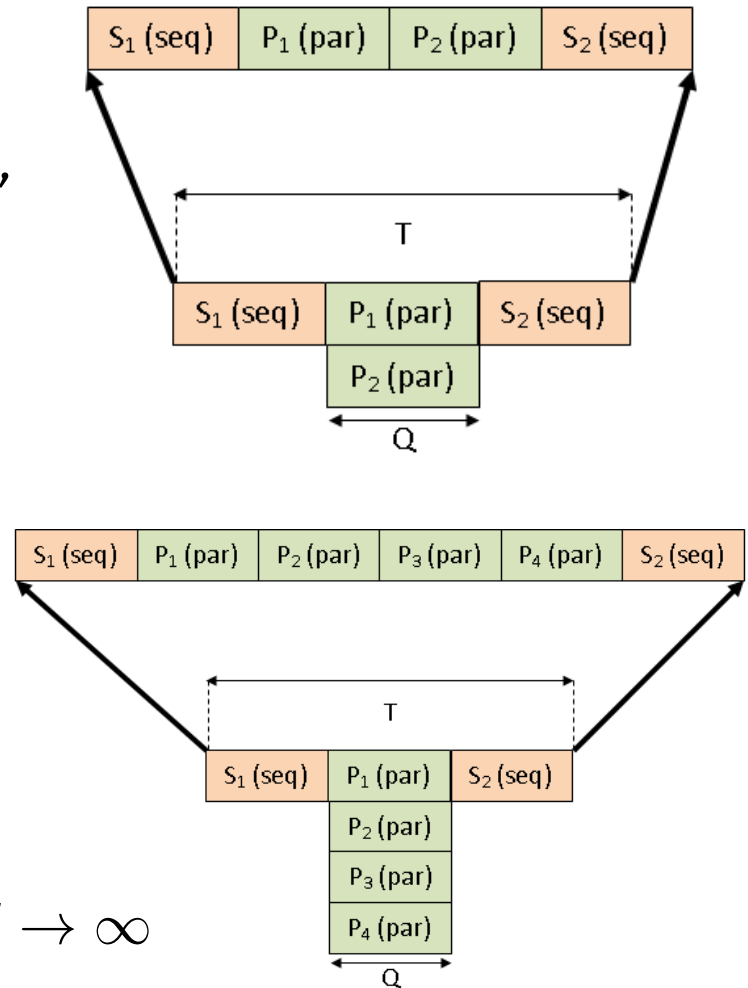 S₁ (seq) P₁ (par) P₂ (par) S₂ (seq)
,
T
S₁ (seq) P₁ (par) S₂ (seq)
P₂ (par)
Q
S₁ (seq) P₁ (par) P₂ (par) P₃ (par) P₄ (par) S₂ (seq)
T
S₁ (seq) P₁ (par) S₂ (seq)
P₂ (par)
P₃ (par)
→ ∞ P₄ (par)
Q